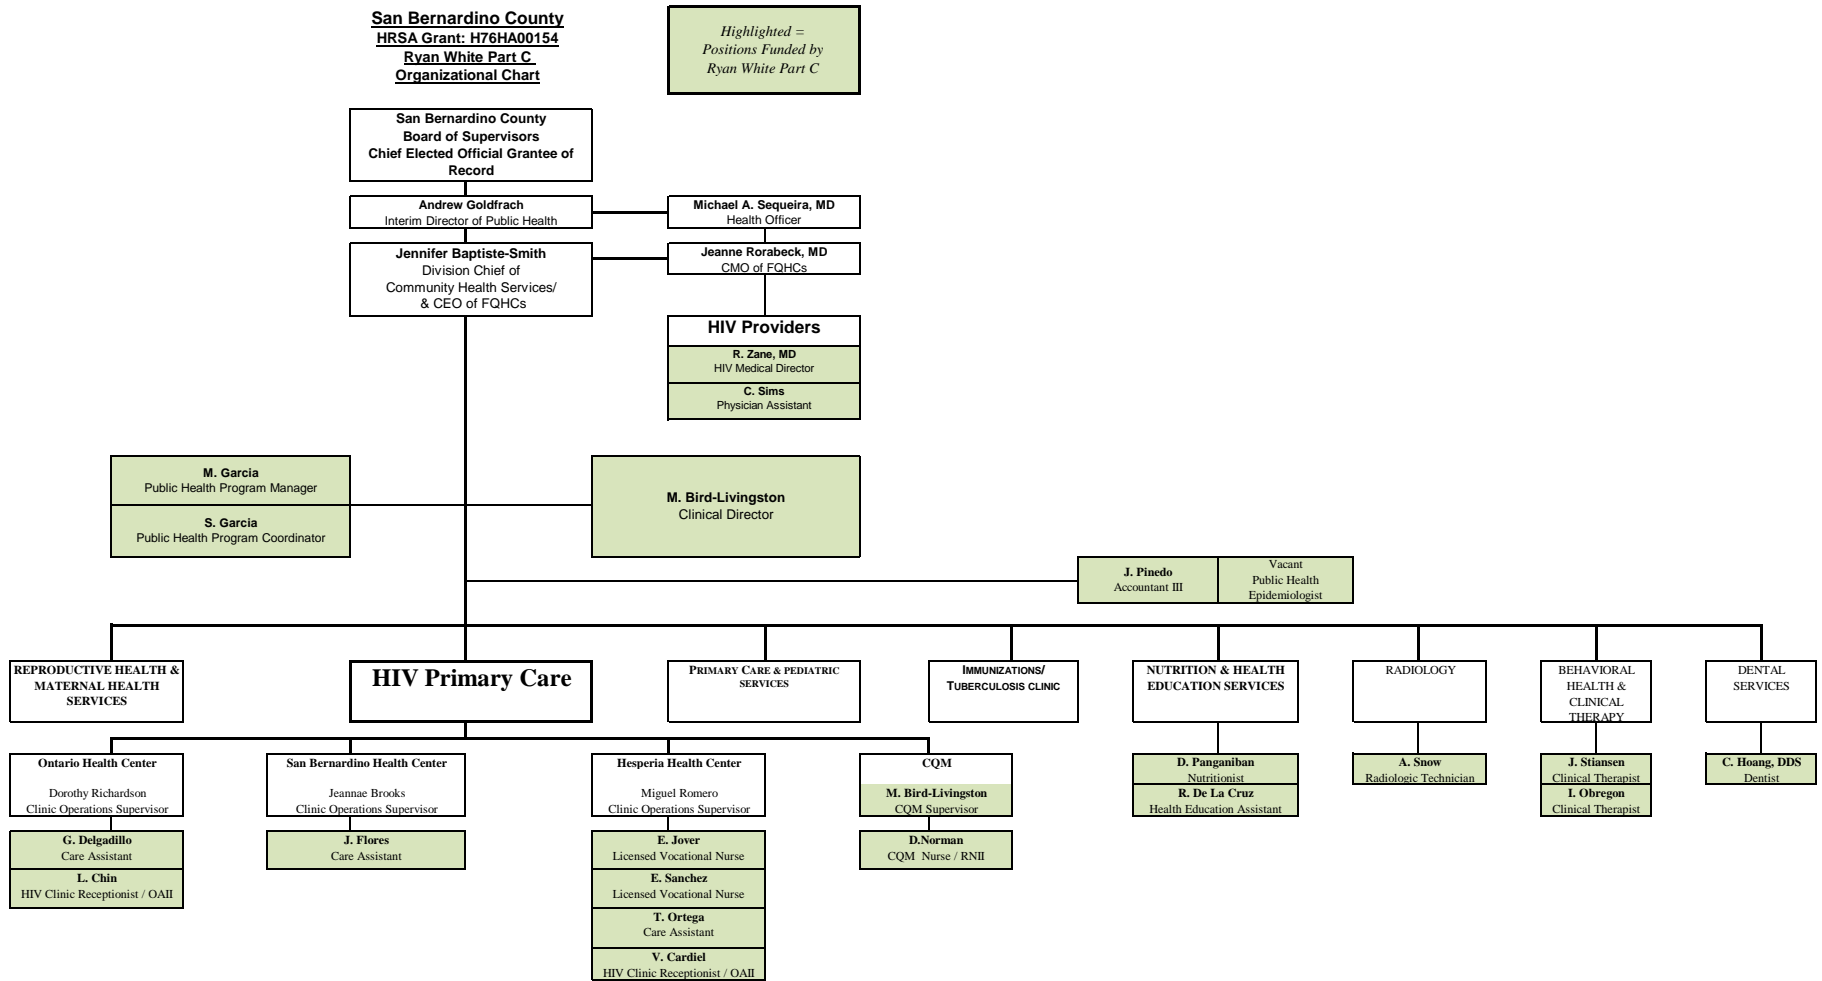 San Bernardino County
HRSA Grant: H76HA00154
Ryan White Part C
Organizational Chart
Highlighted =
Positions Funded by
Ryan White Part C
San Bernardino County
Board of Supervisors
Chief Elected Official Grantee of
Record
Andrew Goldfrach
Interim Director of Public Health
Michael A. Sequeira, MD
Health Officer
Jennifer Baptiste-Smith
Division Chief of
Community Health Services/
& CEO of FQHCs
Jeanne Rorabeck, MD
CMO of FQHCs
HIV Providers
R. Zane, MD
HIV Medical Director
C. Sims
Physician Assistant
M. Garcia
Public Health Program Manager
S. Garcia
Public Health Program Coordinator
M. Bird-Livingston
Clinical Director
J. Pinedo
Accountant III
Vacant
Public Health
Epidemiologist
REPRODUCTIVE HEALTH &
MATERNAL HEALTH
SERVICES
HIV Primary Care
PRIMARY CARE & PEDIATRIC
SERVICES
IMMUNIZATIONS/
TUBERCULOSIS CLINIC
NUTRITION & HEALTH
EDUCATION SERVICES
RADIOLOGY
BEHAVIORAL
HEALTH &
CLINICAL
THERAPY
DENTAL
SERVICES
Ontario Health Center
Dorothy Richardson
Clinic Operations Supervisor
G. Delgadillo
Care Assistant
L. Chin
HIV Clinic Receptionist / OAII
San Bernardino Health Center
Jeannae Brooks
Clinic Operations Supervisor
J. Flores
Care Assistant
Hesperia Health Center
Miguel Romero
Clinic Operations Supervisor
E. Jover
Licensed Vocational Nurse
E. Sanchez
Licensed Vocational Nurse
T. Ortega
Care Assistant
V. Cardiel
HIV Clinic Receptionist / OAII
CQM
M. Bird-Livingston
CQM Supervisor
D.Norman
CQM  Nurse / RNII
D. Panganiban
Nutritionist
R. De La Cruz
Health Education Assistant
A. Snow
Radiologic Technician
J. Stiansen
Clinical Therapist
I. Obregon
Clinical Therapist
C. Hoang, DDS
Dentist